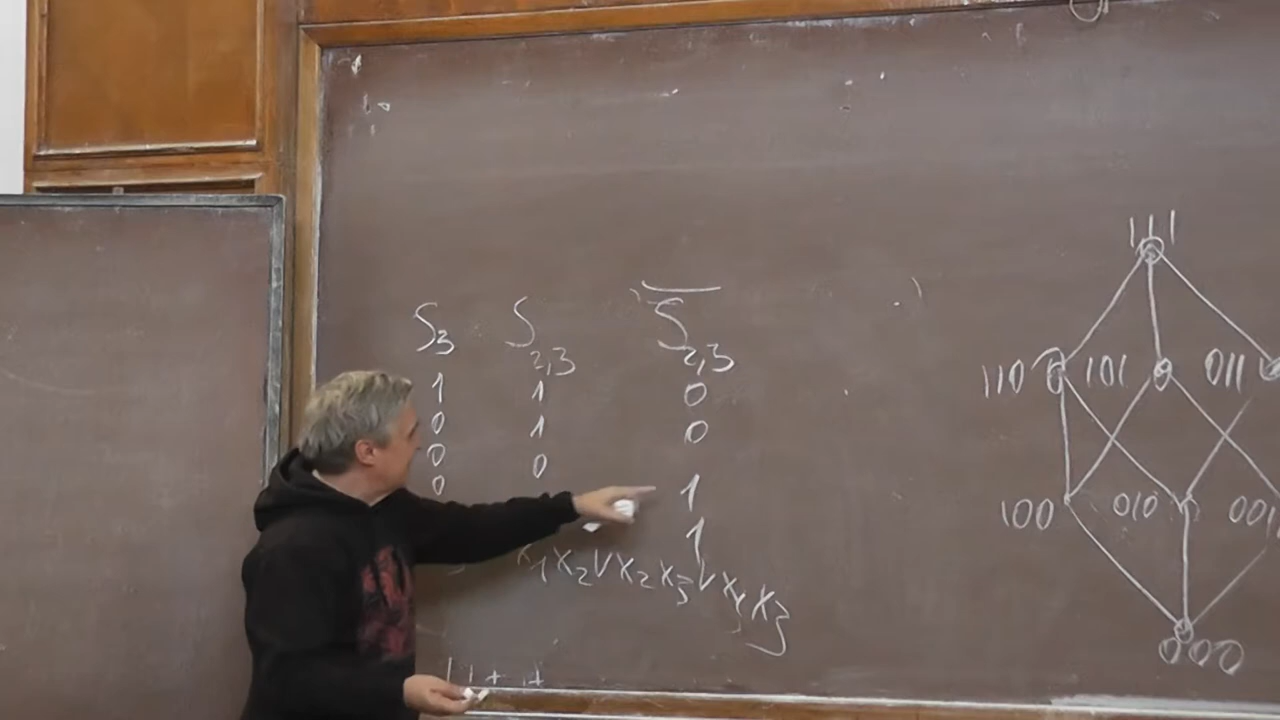 111
S₃ S₂,₃ S̅₂,₃
110 101 011
1 1 0
0 1 0
0 0 1
0 1
100 010 001
x₁x₂∨x₂x₃∨x₁x₃
000